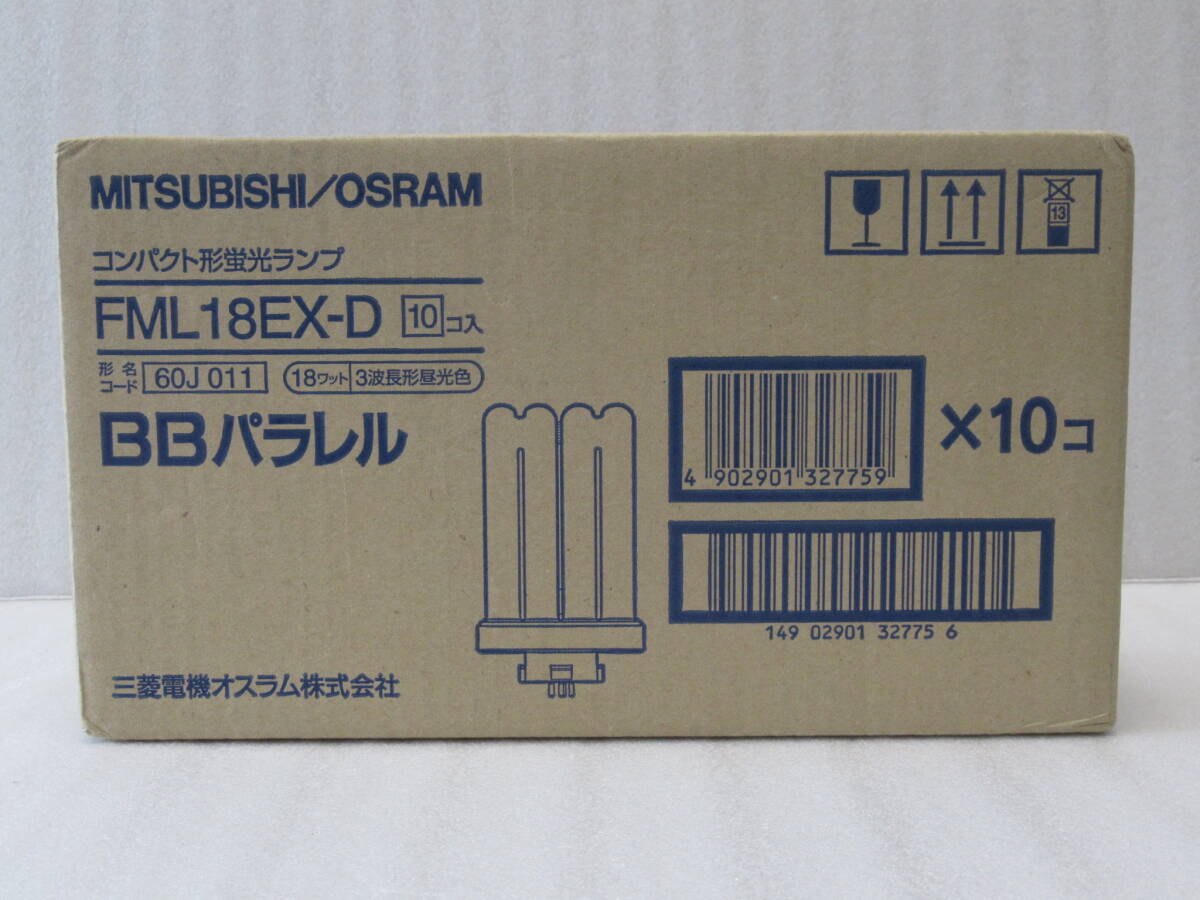 MITSUBISHI/OSRAM
コンパクト形蛍光ランプ
FML18EX-D 10コ入
形名コード 60J 011 18ワット 3波長形昼光色
BBパラレル
三菱電機オスラム株式会社
13
4 902901 327759
×10コ
149 02901 32775 6